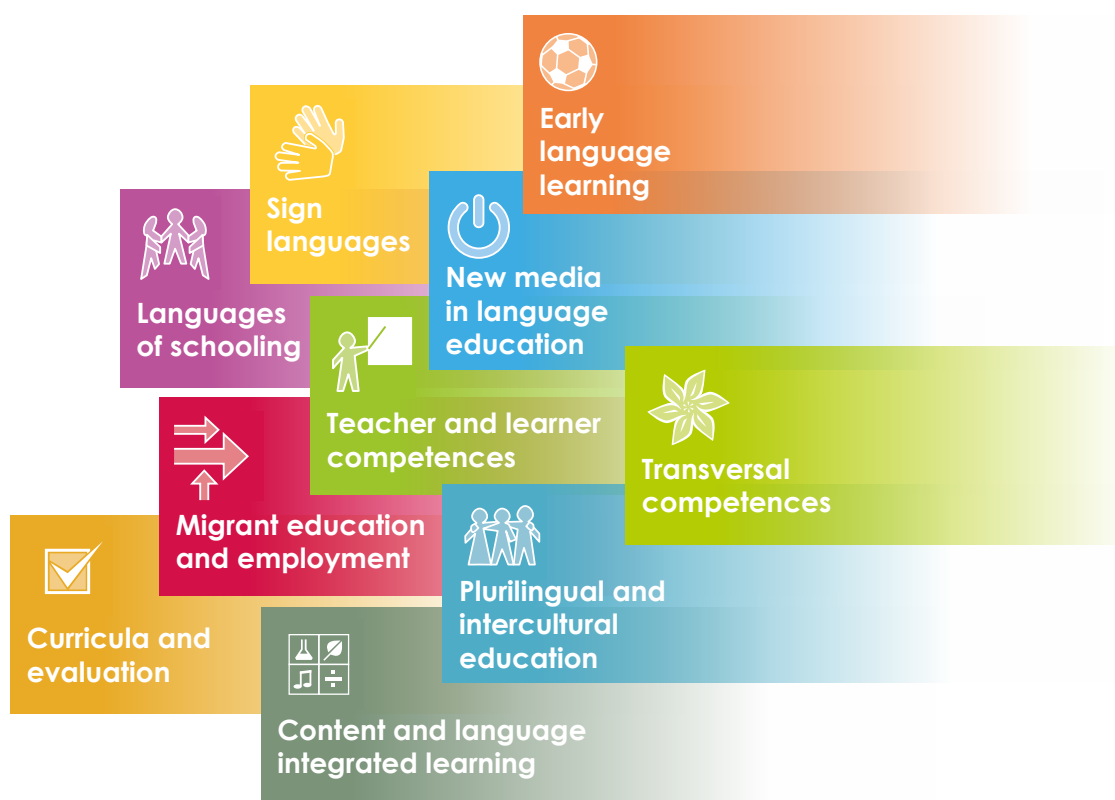 Early
language
learning
Sign
languages
New media
in language
education
Languages
of schooling
Teacher and learner
competences
Transversal
competences
Migrant education
and employment
Plurilingual and
intercultural
education
Curricula and
evaluation
Content and language
integrated learning